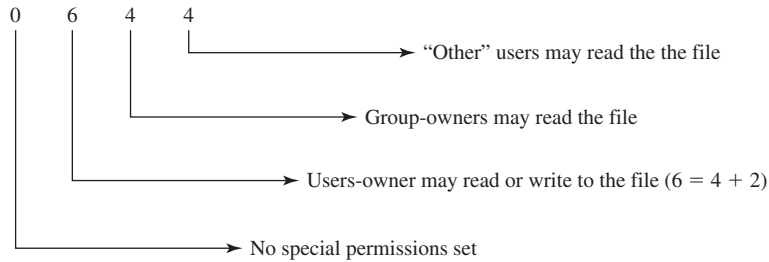 0 6 4 4
“Other” users may read the the file
Group-owners may read the file
Users-owner may read or write to the file (6 = 4 + 2)
No special permissions set